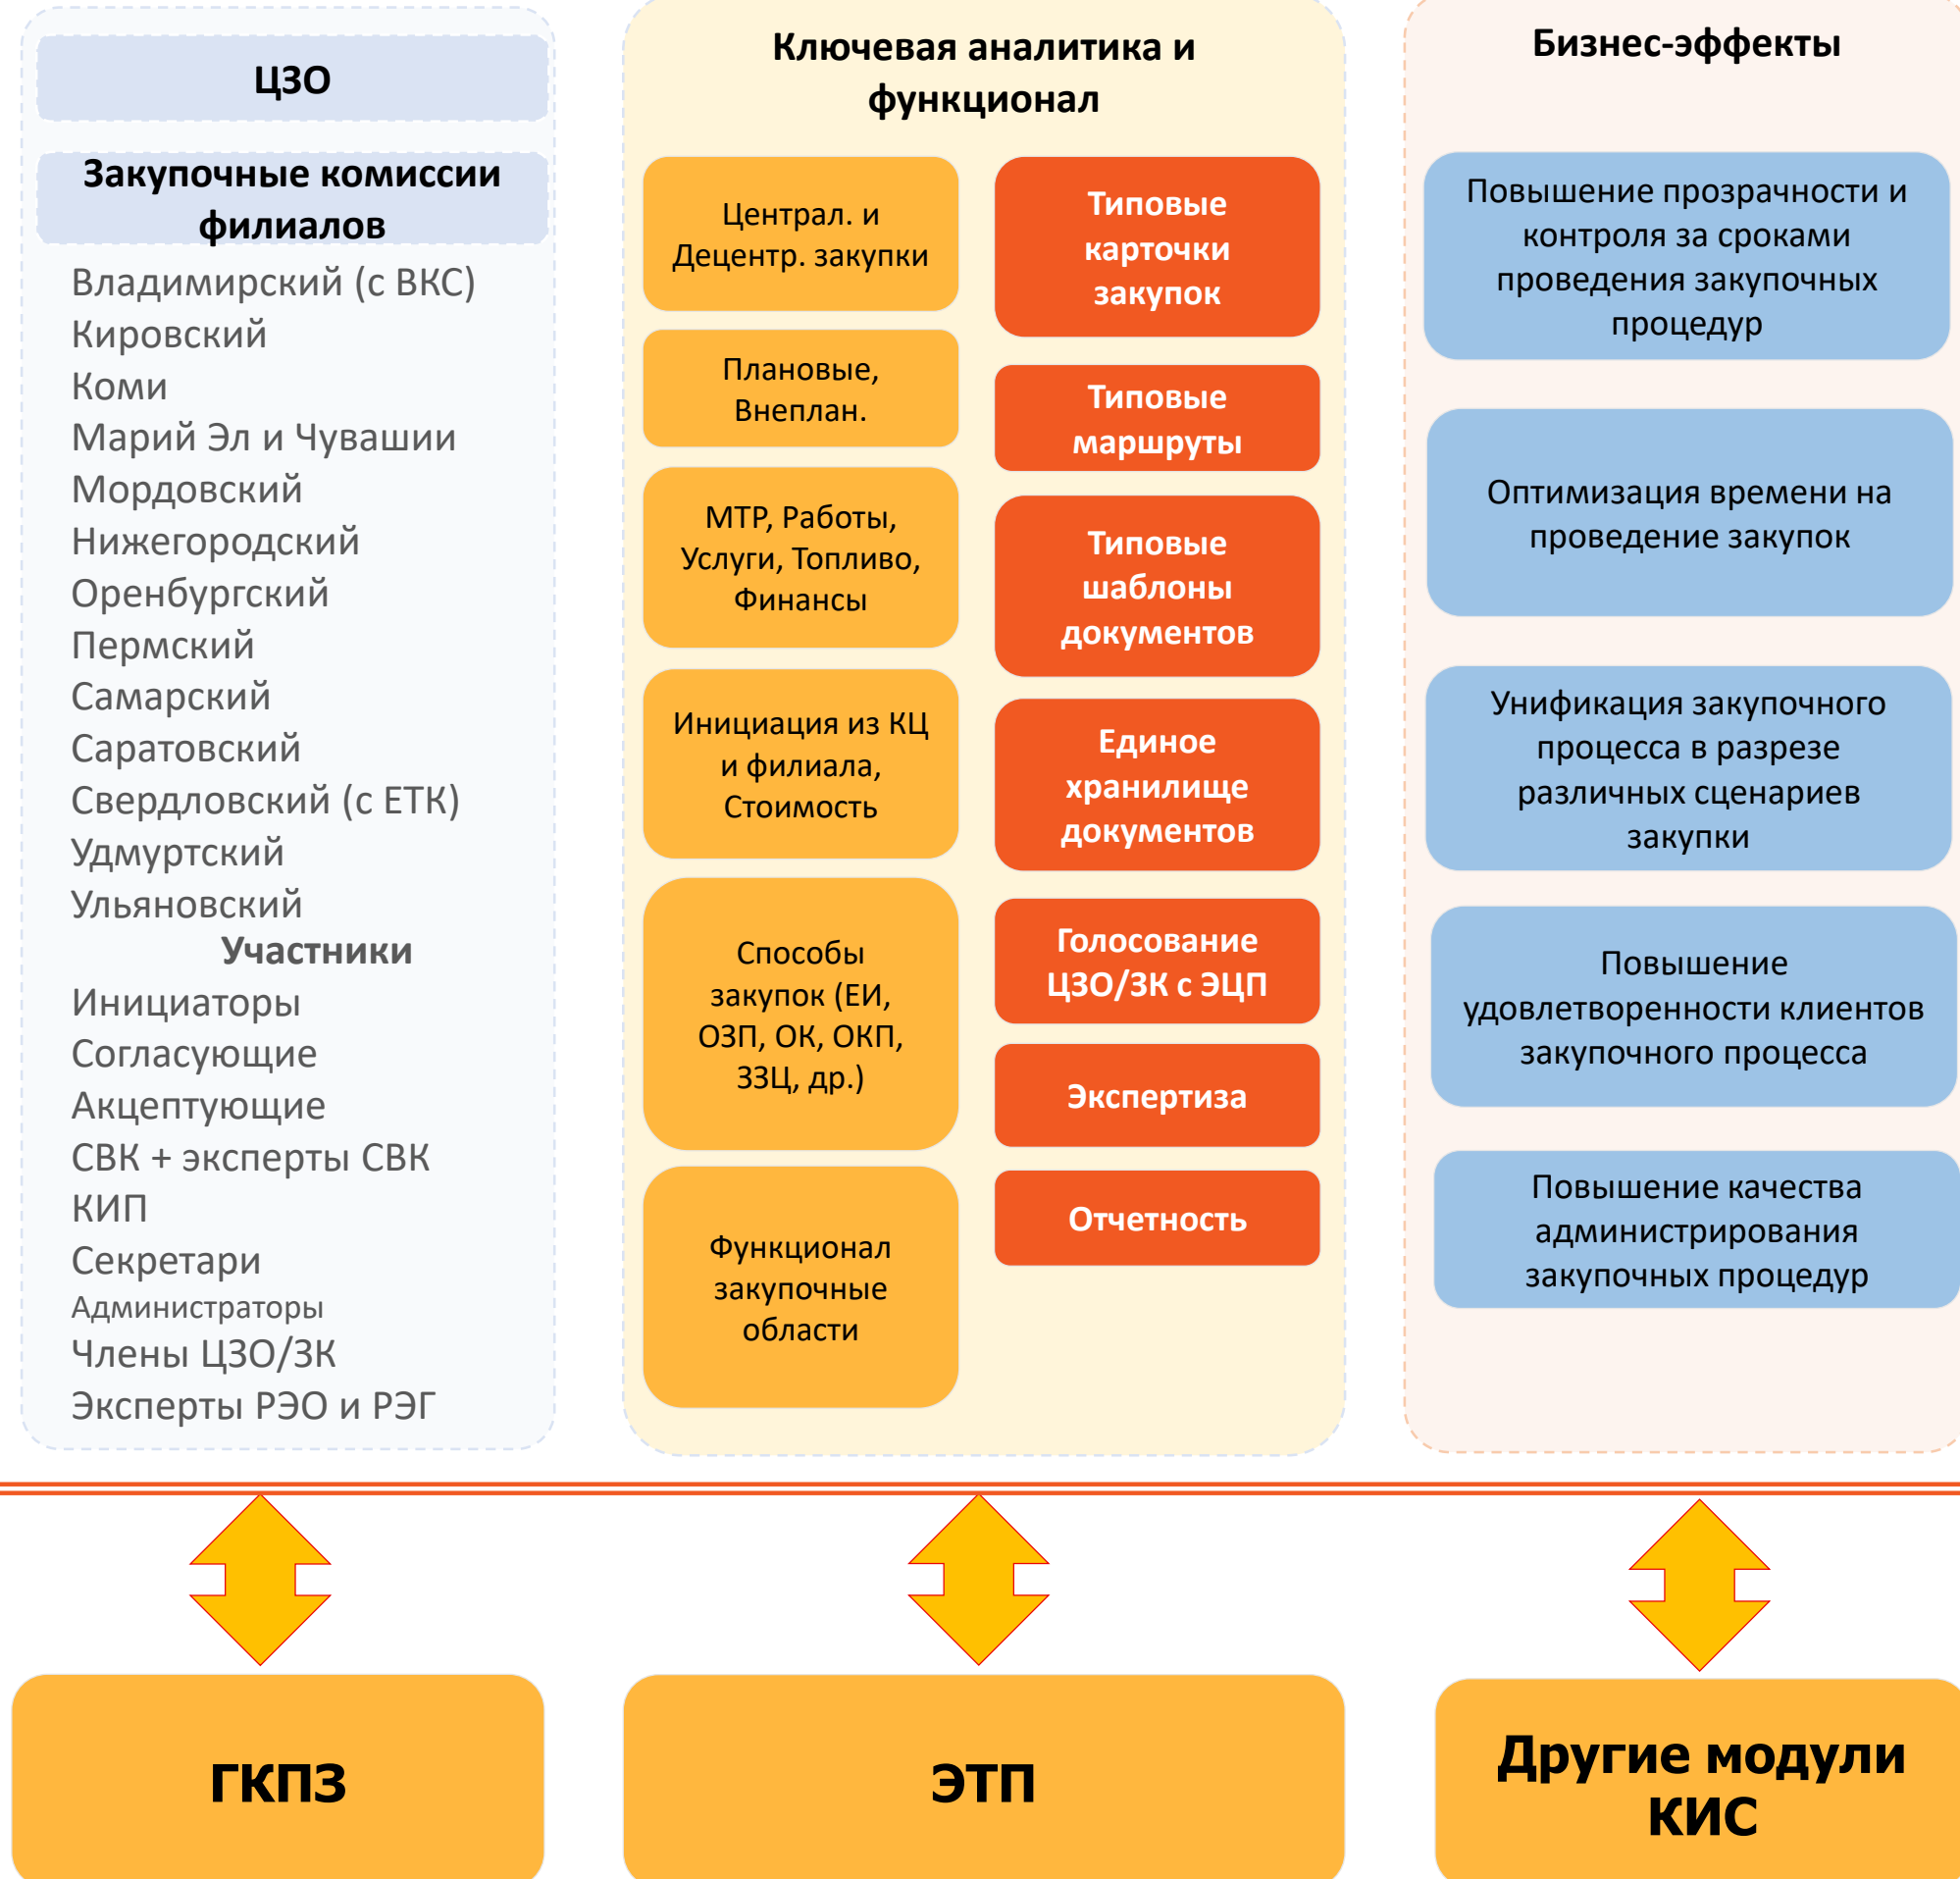 ЦЗО
Закупочные комиссии
филиалов
Владимирский (с ВКС)
Кировский
Коми
Марий Эл и Чувашии
Мордовский
Нижегородский
Оренбургский
Пермский
Самарский
Саратовский
Свердловский (с ЕТК)
Удмуртский
Ульяновский
Участники
Инициаторы
Согласующие
Акцептующие
СВК + эксперты СВК
КИП
Секретари
Администраторы
Члены ЦЗО/ЗК
Эксперты РЭО и РЭГ
Ключевая аналитика и
функционал
Централ. и
Децентр. закупки
Плановые,
Внеплан.
МТР, Работы,
Услуги, Топливо,
Финансы
Инициация из КЦ
и филиала,
Стоимость
Способы
закупок (ЕИ,
ОЗП, ОК, ОКП,
ЗЗЦ, др.)
Функционал
закупочные
области
Типовые
карточки
закупок
Типовые
маршруты
Типовые
шаблоны
документов
Единое
хранилище
документов
Голосование
ЦЗО/ЗК с ЭЦП
Экспертиза
Отчетность
Бизнес-эффекты
Повышение прозрачности и
контроля за сроками
проведения закупочных
процедур
Оптимизация времени на
проведение закупок
Унификация закупочного
процесса в разрезе
различных сценариев
закупки
Повышение
удовлетворенности клиентов
закупочного процесса
Повышение качества
администрирования
закупочных процедур
ГКПЗ
ЭТП
Другие модули
КИС